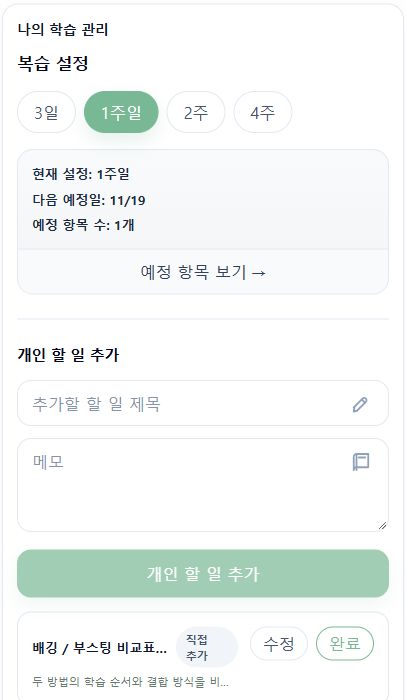 나의 학습 관리
복습 설정
3일 1주일 2주 4주
현재 설정: 1주일
다음 예정일: 11/19
예정 항목 수: 1개
예정 항목 보기 →
개인 할 일 추가
추가할 할 일 제목
메모
개인 할 일 추가
배깅 / 부스팅 비교표... 직접 추가 수정 완료
두 방법의 학습 순서와 결합 방식을 비...